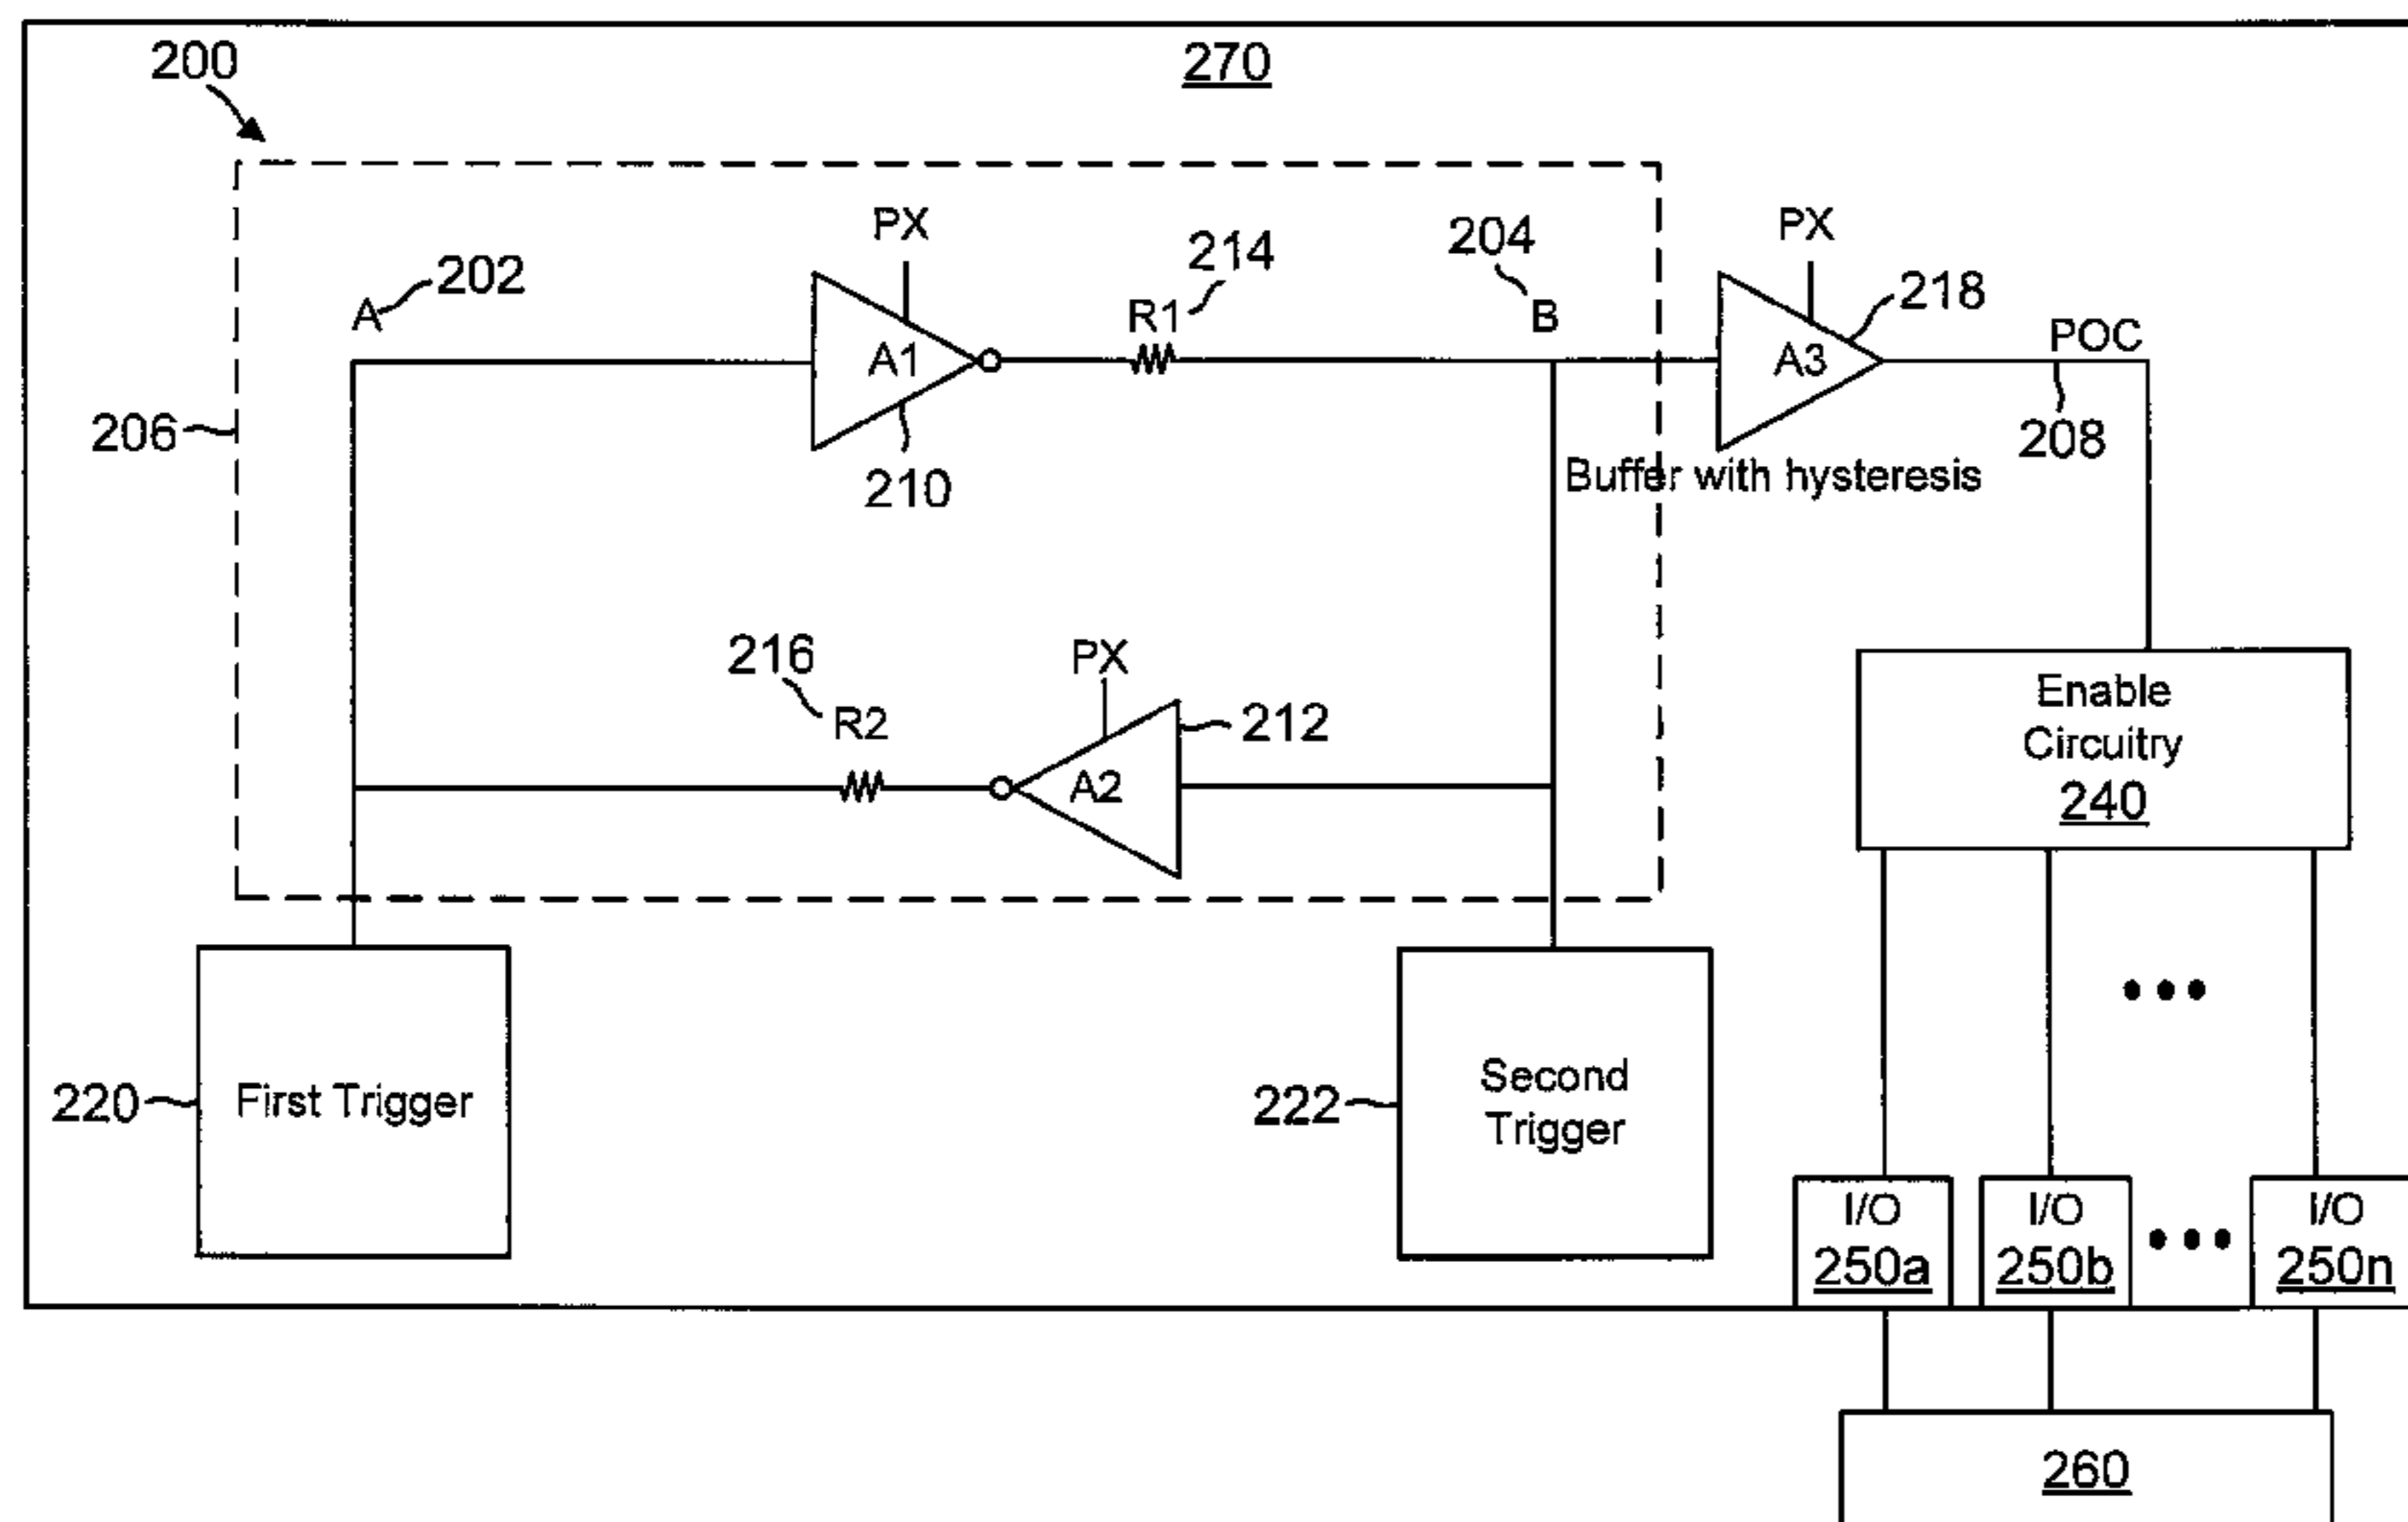 200
270
PX
PX
204
214
202
218
A
R1
B
POC
A1
A3
206
208
210
Buffer with hysteresis
216
PX
Enable
Circuitry
240
R2
212
A2
220
First Trigger
222
Second
Trigger
I/O
250a
I/O
250b
I/O
250n
260